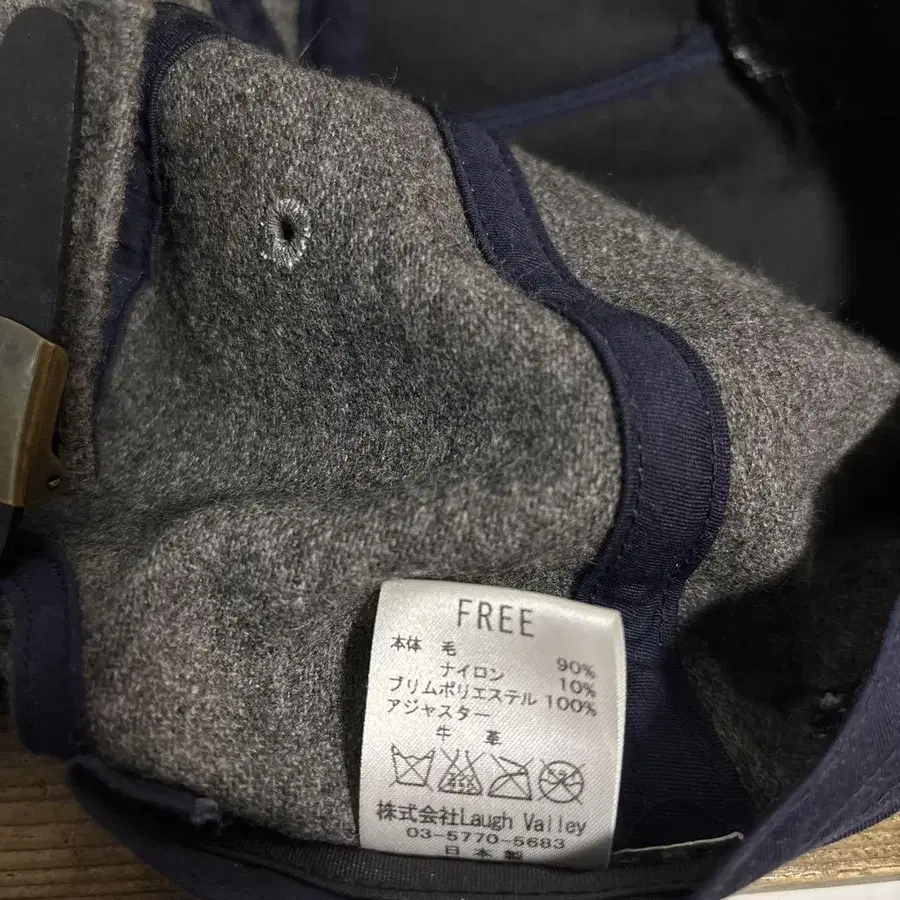 FREE
本体 毛 90%
ナイロン 10%
ブリムポリエステル 100%
アジャスター
牛 革
株式会社Laugh Valley
03-5770-5683
日本製